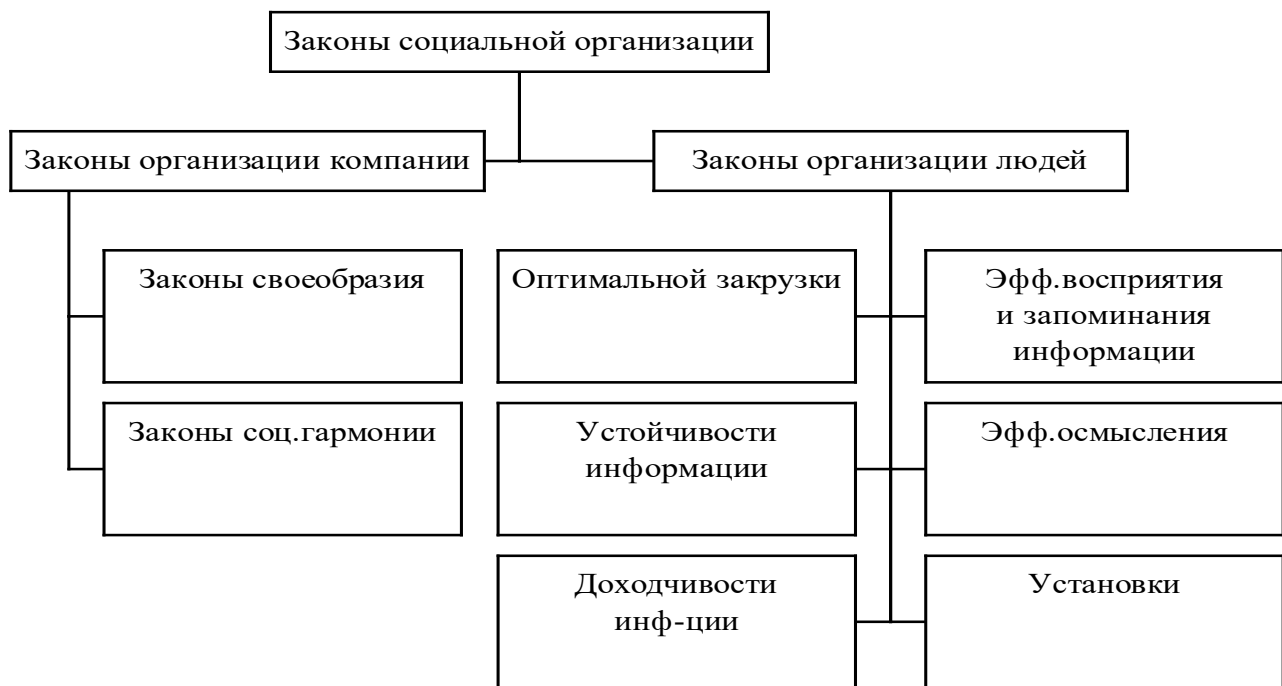 Законы социальной организации
Законы организации компании
Законы организации людей
Законы своеобразия
Оптимальной закрузки
Эфф.восприятия
и запоминания
информации
Законы соц.гармонии
Устойчивости
информации
Эфф.осмысления
Доходчивости
инф-ции
Установки